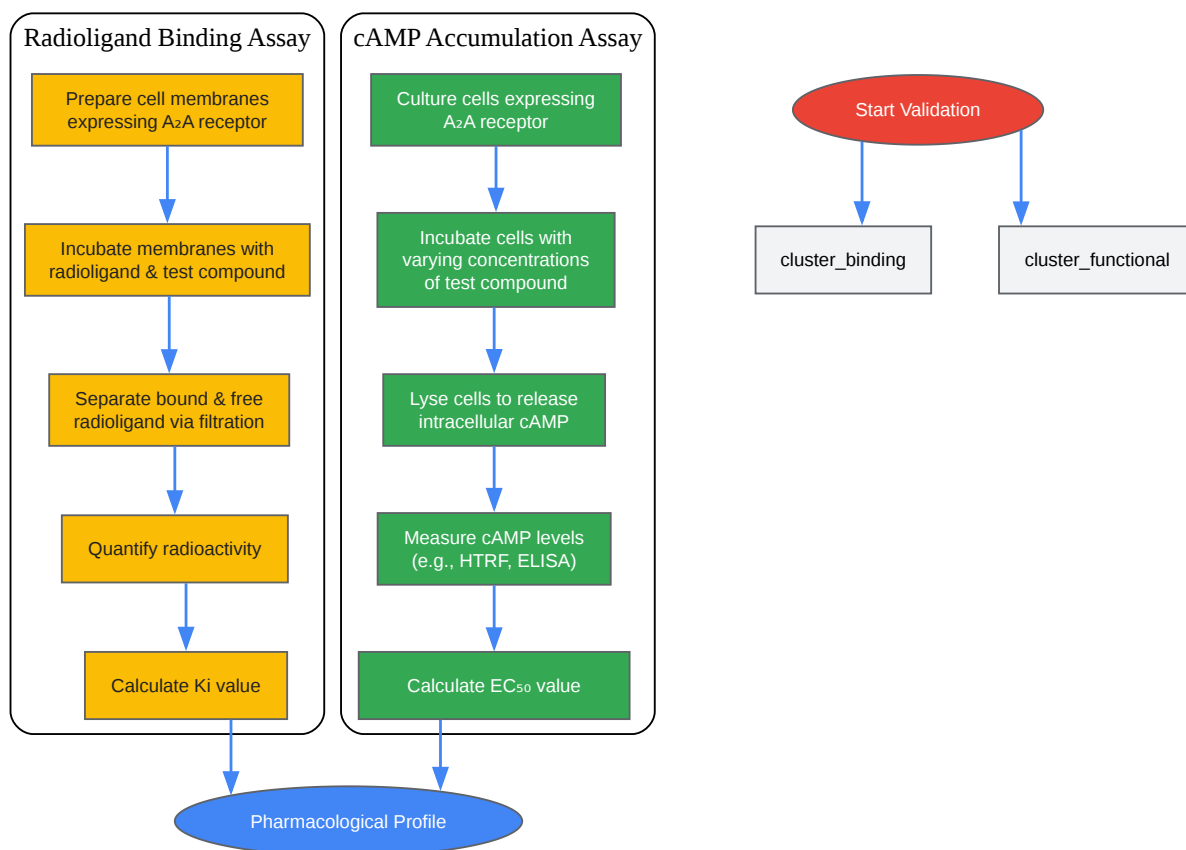 Radioligand Binding Assay
Prepare cell membranes
expressing A₂A receptor
Incubate membranes with
radioligand & test compound
Separate bound & free
radioligand via filtration
Quantify radioactivity
Calculate Ki value
cAMP Accumulation Assay
Culture cells expressing
A₂A receptor
Incubate cells with
varying concentrations
of test compound
Lyse cells to release
intracellular cAMP
Measure cAMP levels
(e.g., HTRF, ELISA)
Calculate EC₅₀ value
Pharmacological Profile
Start Validation
cluster_binding
cluster_functional